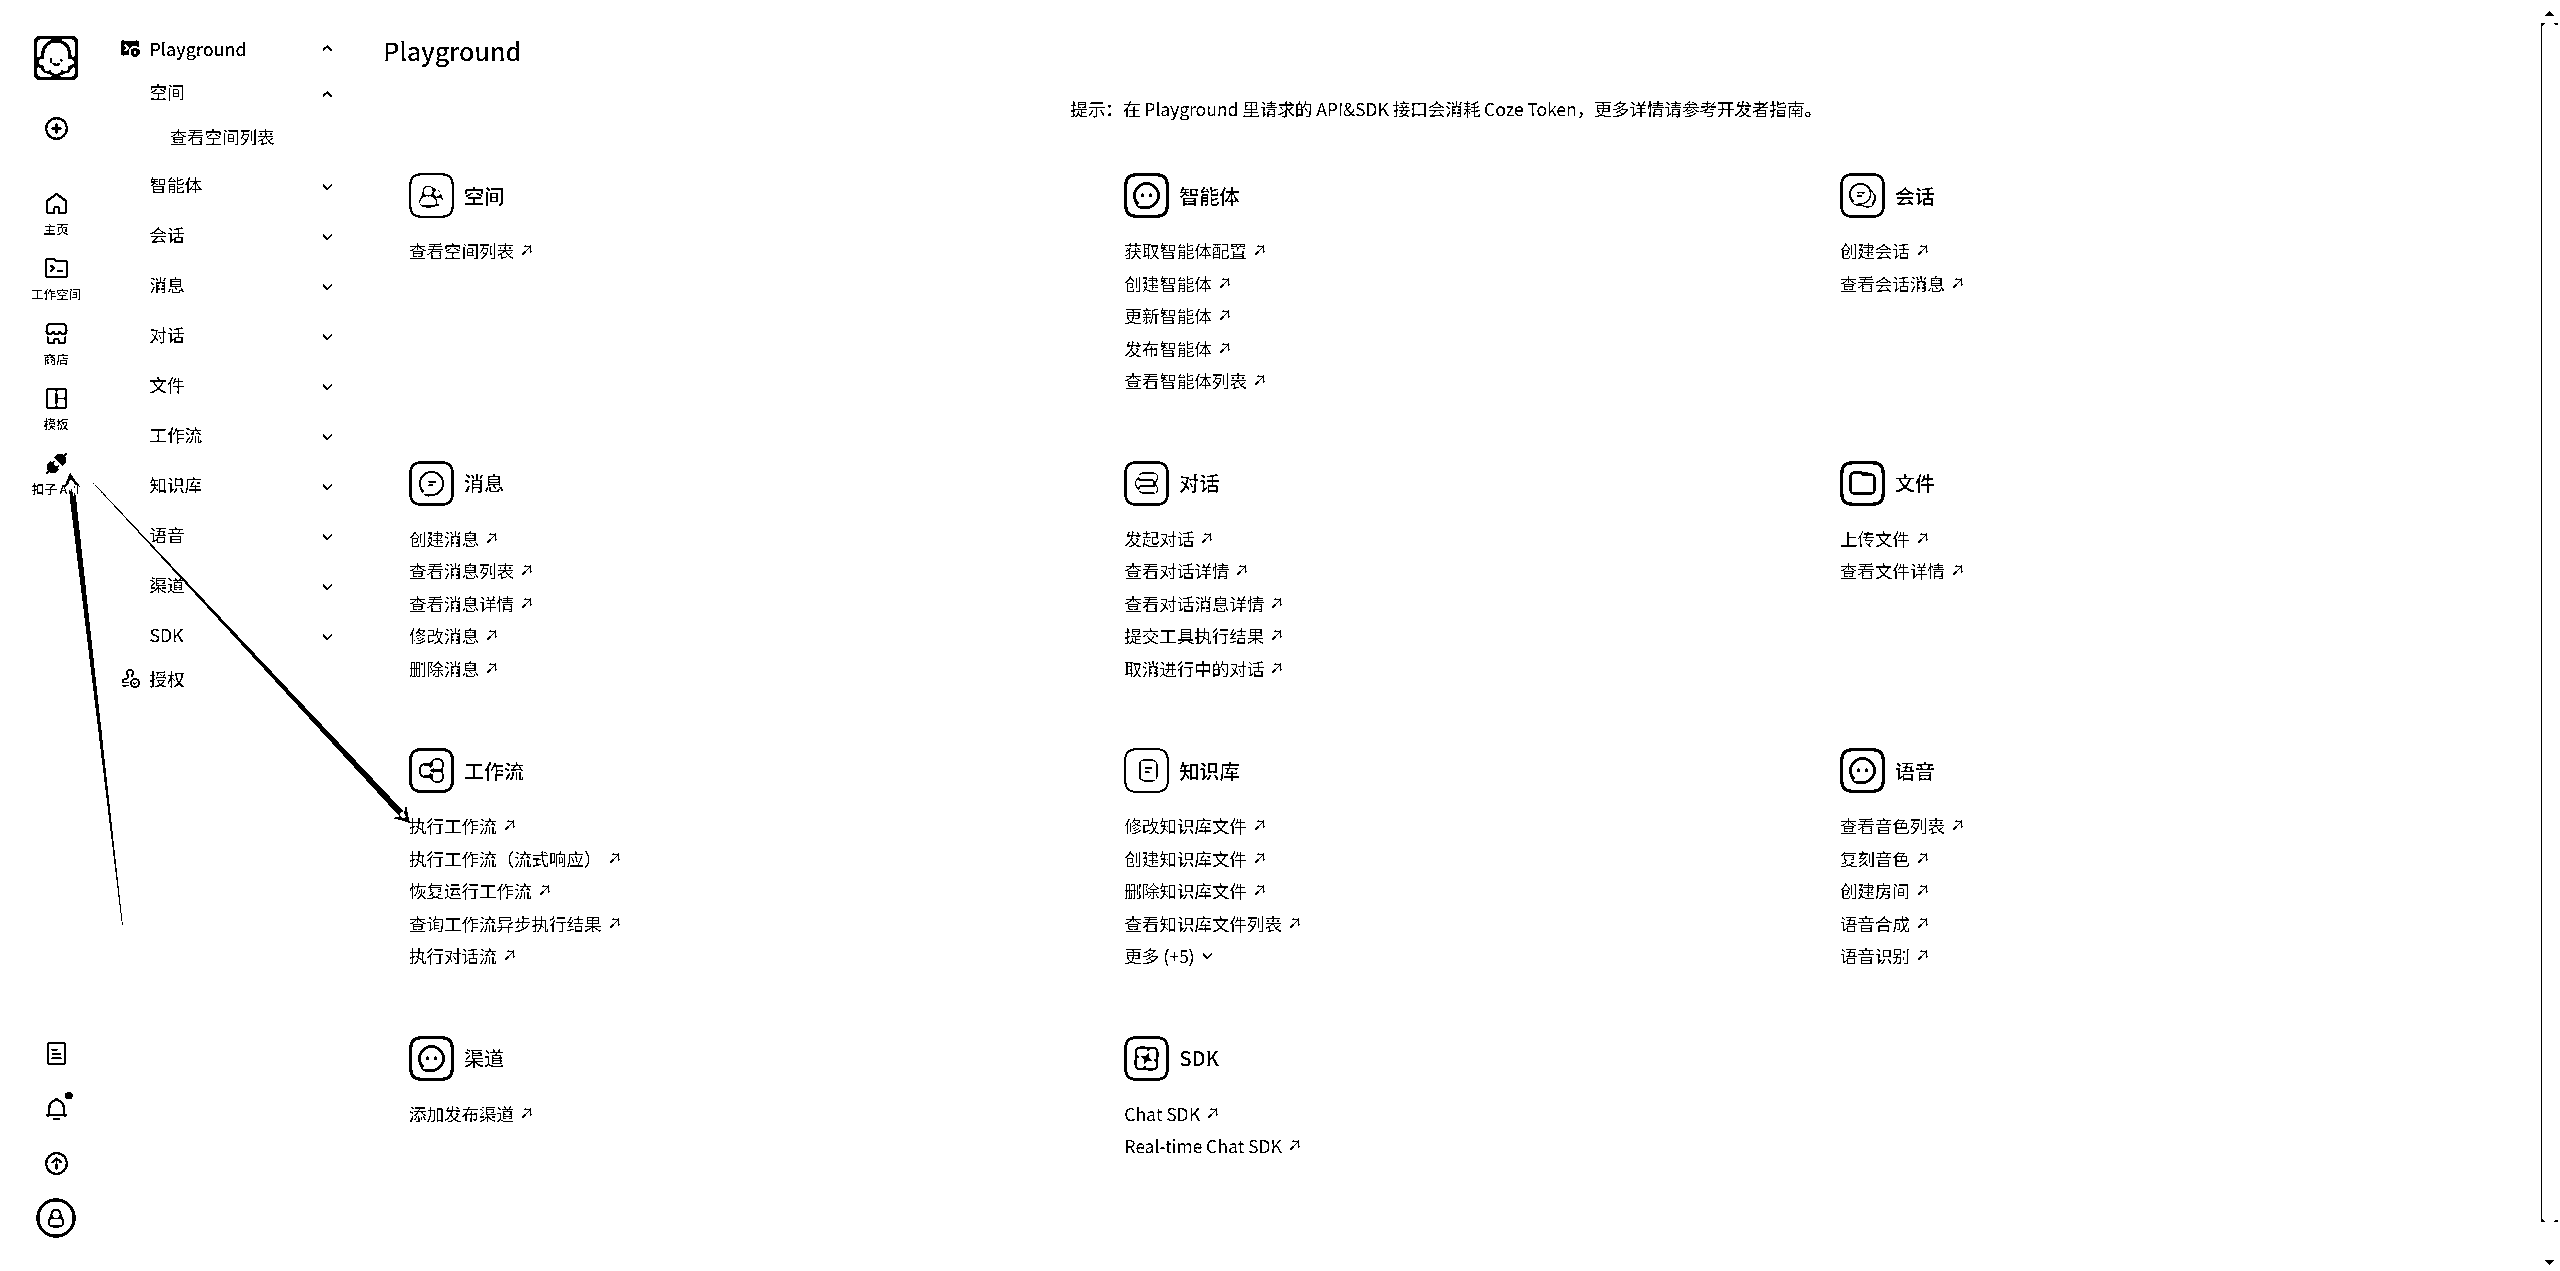 主页
工作空间
商店
模板
扣子 API
Playground
空间
查看空间列表
智能体
会话
消息
对话
文件
工作流
知识库
语音
渠道
SDK
授权
Playground
提示：在 Playground 里请求的 API&SDK 接口会消耗 Coze Token，更多详情请参考开发者指南。
空间
查看空间列表
智能体
获取智能体配置
创建智能体
更新智能体
发布智能体
查看智能体列表
会话
创建会话
查看会话消息
消息
创建消息
查看消息列表
查看消息详情
修改消息
删除消息
对话
发起对话
查看对话详情
查看对话消息详情
提交工具执行结果
取消进行中的对话
文件
上传文件
查看文件详情
工作流
执行工作流
执行工作流（流式响应）
恢复运行工作流
查询工作流异步执行结果
执行对话流
知识库
修改知识库文件
创建知识库文件
删除知识库文件
查看知识库文件列表
更多 (+5)
语音
查看音色列表
复刻音色
创建房间
语音合成
语音识别
渠道
添加发布渠道
SDK
Chat SDK
Real-time Chat SDK